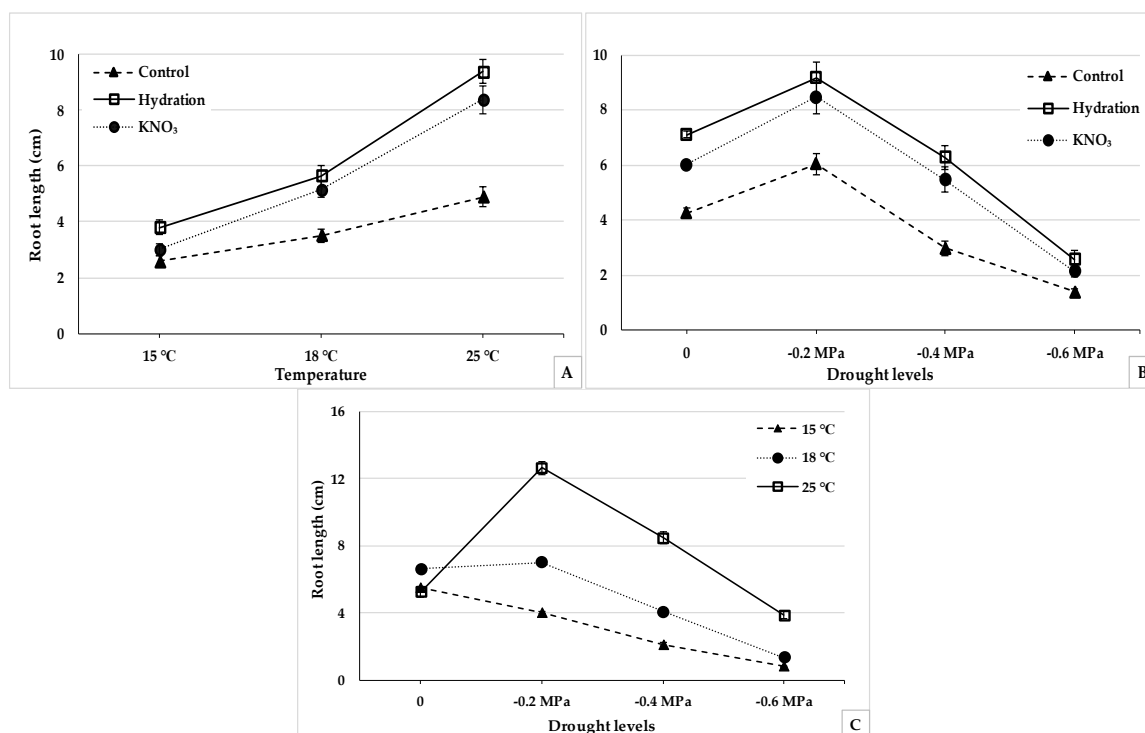 10
8
6
4
2
0
Root length (cm)
Control
Hydration
KNO₃
15 °C
18 °C
25 °C
Temperature
A
10
8
6
4
2
0
Control
Hydration
KNO₃
0
-0.2 MPa
-0.4 MPa
-0.6 MPa
Drought levels
B
16
12
8
4
0
Root length (cm)
15 °C
18 °C
25 °C
0
-0.2 MPa
-0.4 MPa
-0.6 MPa
Drought levels
C